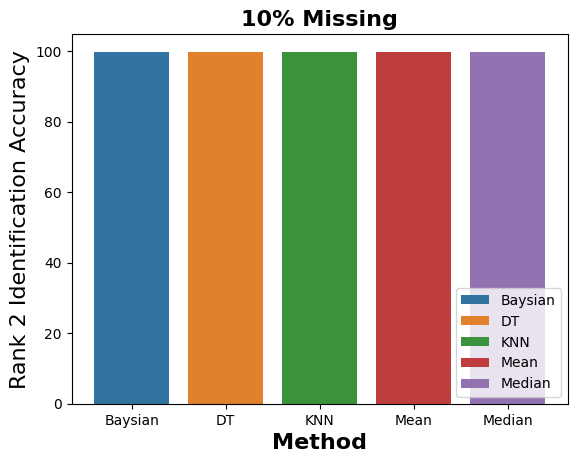 10% Missing
Rank 2 Identification Accuracy
100
80
60
40
20
0
Baysian
DT
KNN
Mean
Median
Baysian DT KNN Mean Median
Method